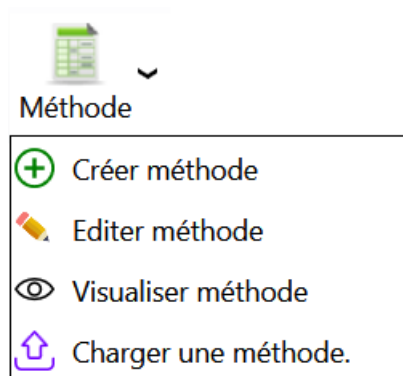 Méthode
Créer méthode
Editer méthode
Visualiser méthode
Charger une méthode.